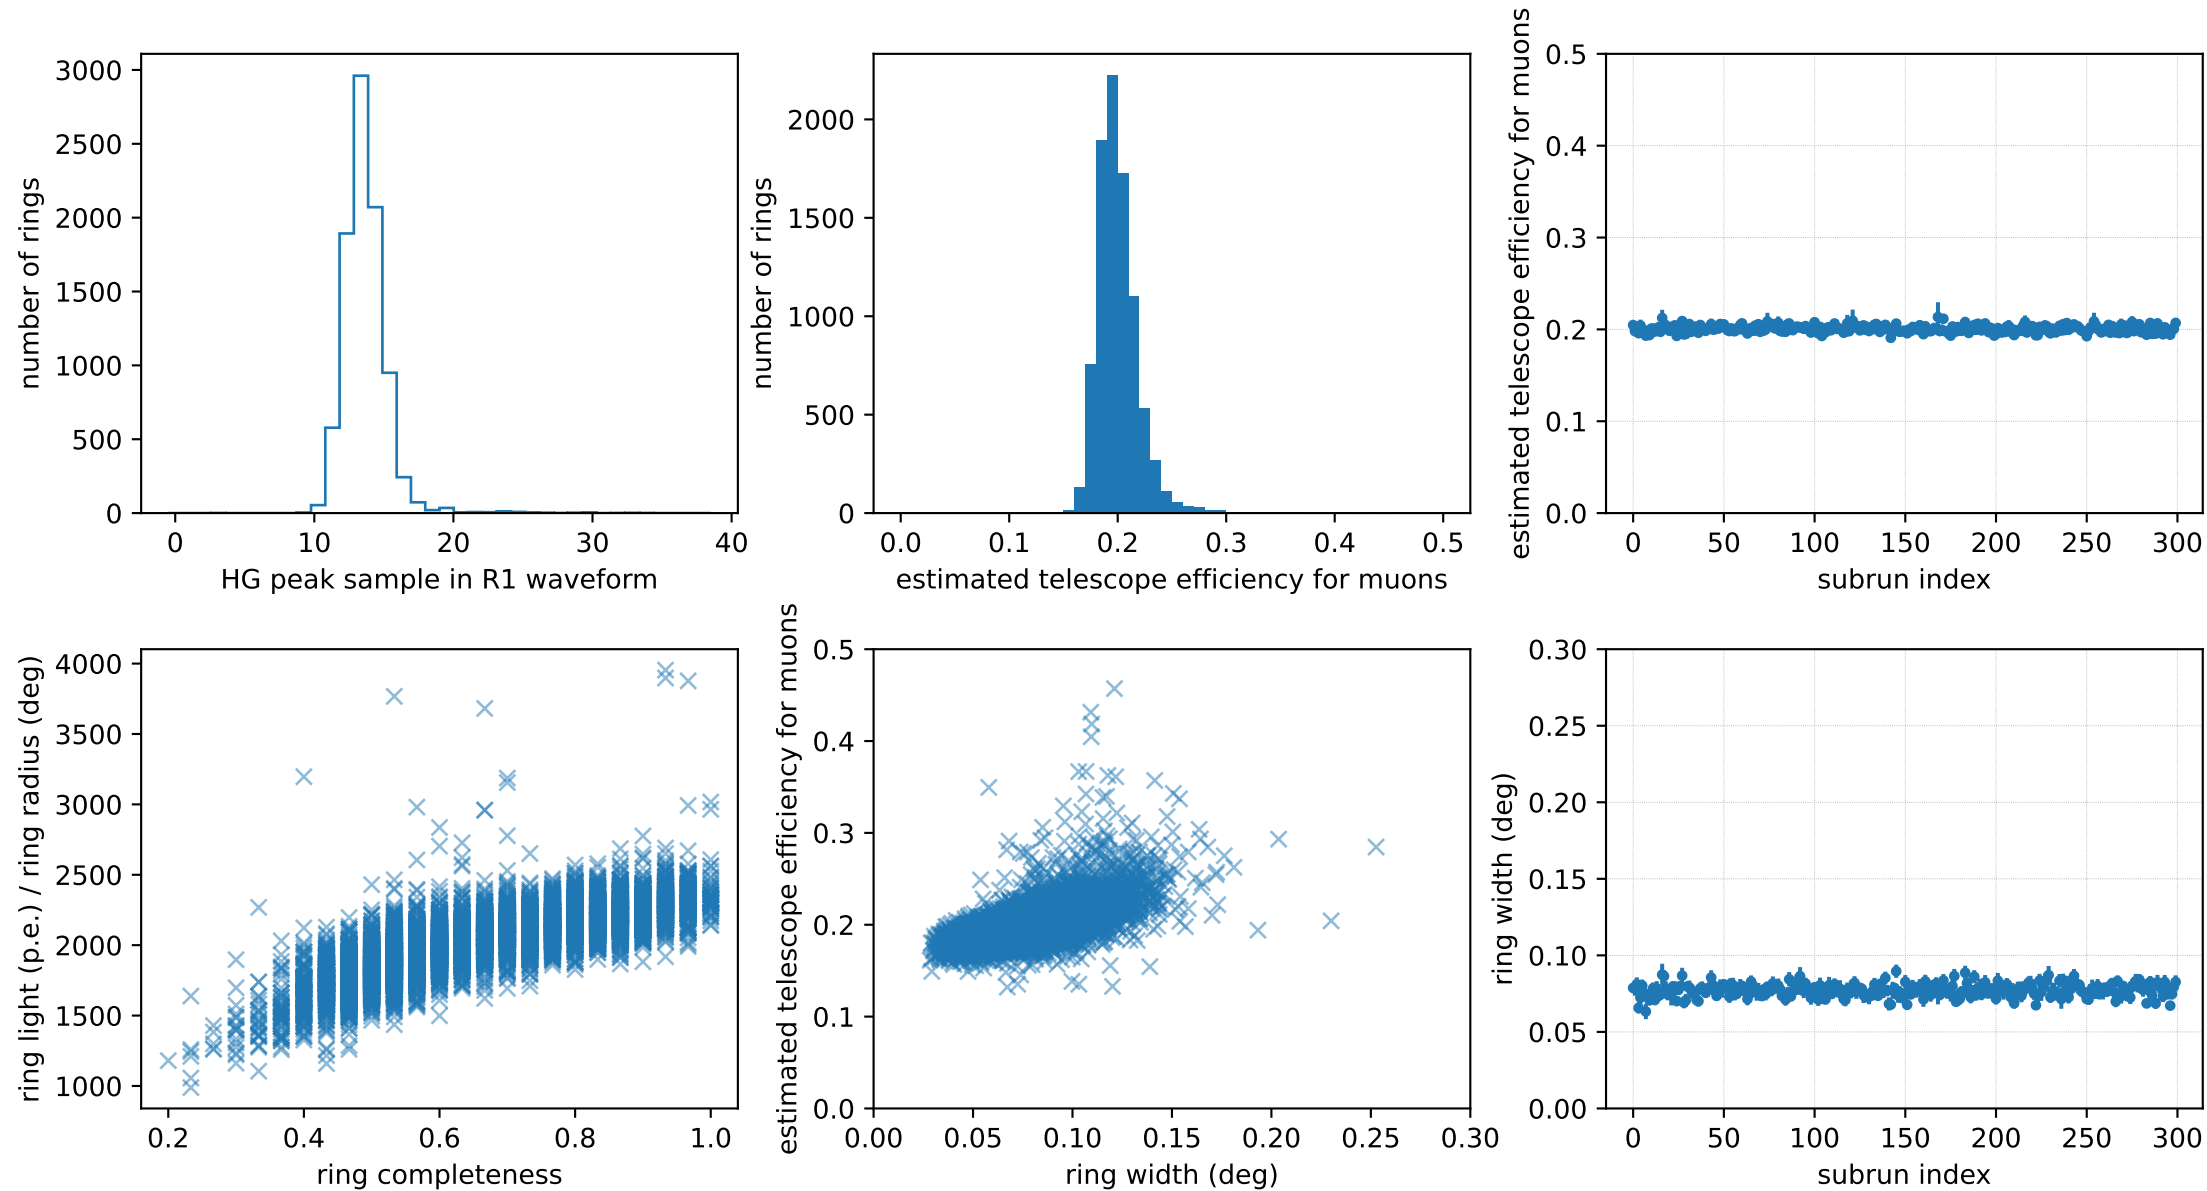 3000
2500
2000
1500
1000
500
0
number of rings
0 10 20 30 40
HG peak sample in R1 waveform
2000
1500
1000
500
0
number of rings
0.0 0.1 0.2 0.3 0.4 0.5
estimated telescope efficiency for muons
0.5
0.4
0.3
0.2
0.1
0.0
estimated telescope efficiency for muons
0 50 100 150 200 250 300
subrun index
4000
3500
3000
2500
2000
1500
1000
ring light (p.e.) / ring radius (deg)
0.2 0.4 0.6 0.8 1.0
ring completeness
0.5
0.4
0.3
0.2
0.1
0.0
estimated telescope efficiency for muons
0.00 0.05 0.10 0.15 0.20 0.25 0.30
ring width (deg)
0.30
0.25
0.20
0.15
0.10
0.05
0.00
ring width (deg)
0 50 100 150 200 250 300
subrun index